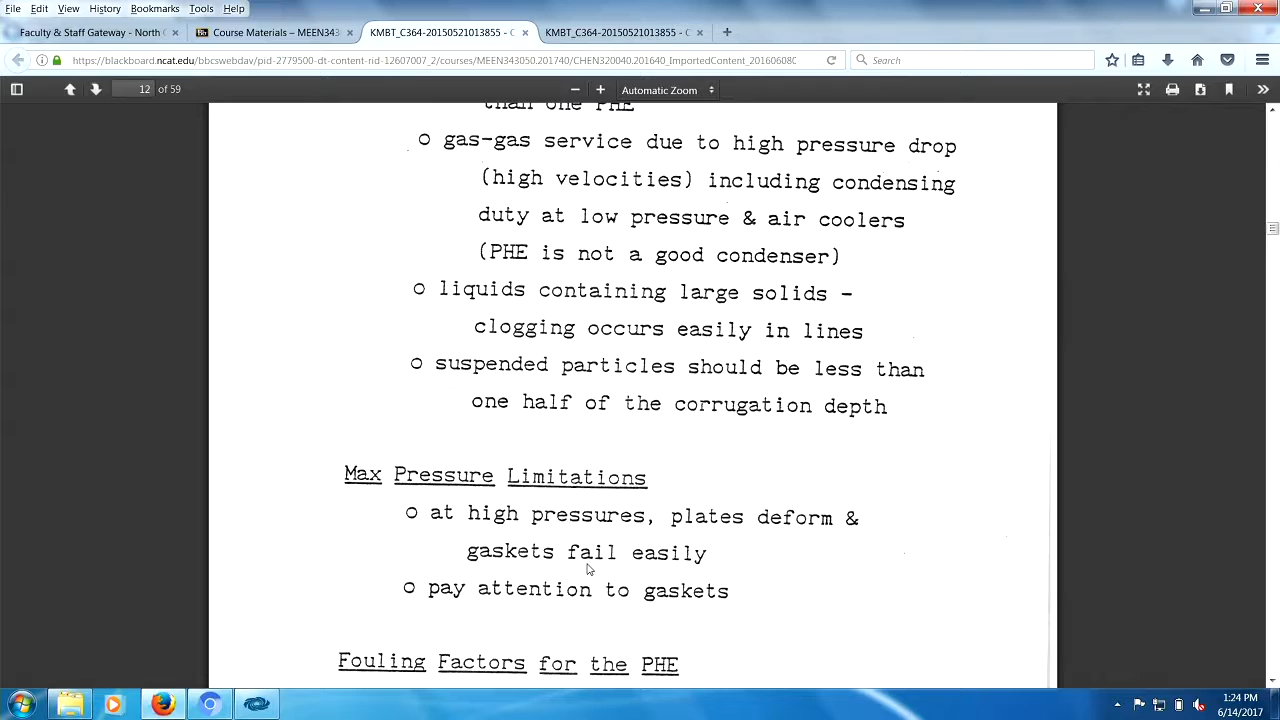 File Edit View History Bookmarks Tools Help
Faculty & Staff Gateway - North C
Course Materials – MEEN343
KMBT_C364-20150521013855 - C
KMBT_C364-20150521013855 - C
https://blackboard.ncat.edu/bbcswebdav/pid-2779500-dt-content-rid-12607007_2/courses/MEEN343050.201740/CHEN320040.201640_ImportedContent_20160608C
Search
12 of 59
Automatic Zoom
than one PHE
o gas-gas service due to high pressure drop
(high velocities) including condensing
duty at low pressure & air coolers
(PHE is not a good condenser)
o liquids containing large solids -
clogging occurs easily in lines
o suspended particles should be less than
one half of the corrugation depth
Max Pressure Limitations
o at high pressures, plates deform &
gaskets fail easily
o pay attention to gaskets
Fouling Factors for the PHE
1:24 PM
6/14/2017